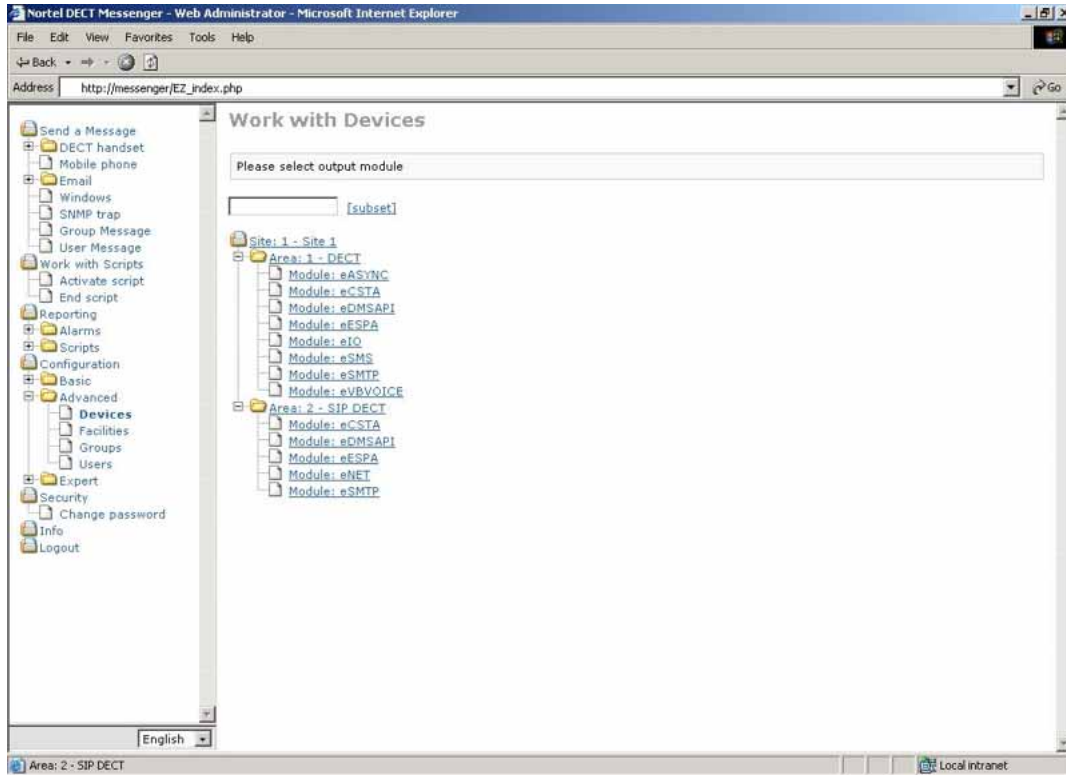 Nortel DECT Messenger - Web Administrator - Microsoft Internet Explorer
File Edit View Favorites Tools Help
Back
Address http://messenger/EZ_index.php Go
Send a Message
DECT handset
Mobile phone
Email
Windows
SNMP trap
Group Message
User Message
Work with Scripts
Activate script
End script
Reporting
Alarms
Scripts
Configuration
Basic
Advanced
Devices
Facilities
Groups
Users
Expert
Security
Change password
Info
Logout
English
Work with Devices
Please select output module
[subset]
Site: 1 - Site 1
Area: 1 - DECT
Module: eASYNC
Module: eCSTA
Module: eDMSAPI
Module: eESPA
Module: eIO
Module: eSMS
Module: eSMTP
Module: eVBVOICE
Area: 2 - SIP DECT
Module: eCSTA
Module: eDMSAPI
Module: eESPA
Module: eNET
Module: eSMTP
Area: 2 - SIP DECT
Local intranet